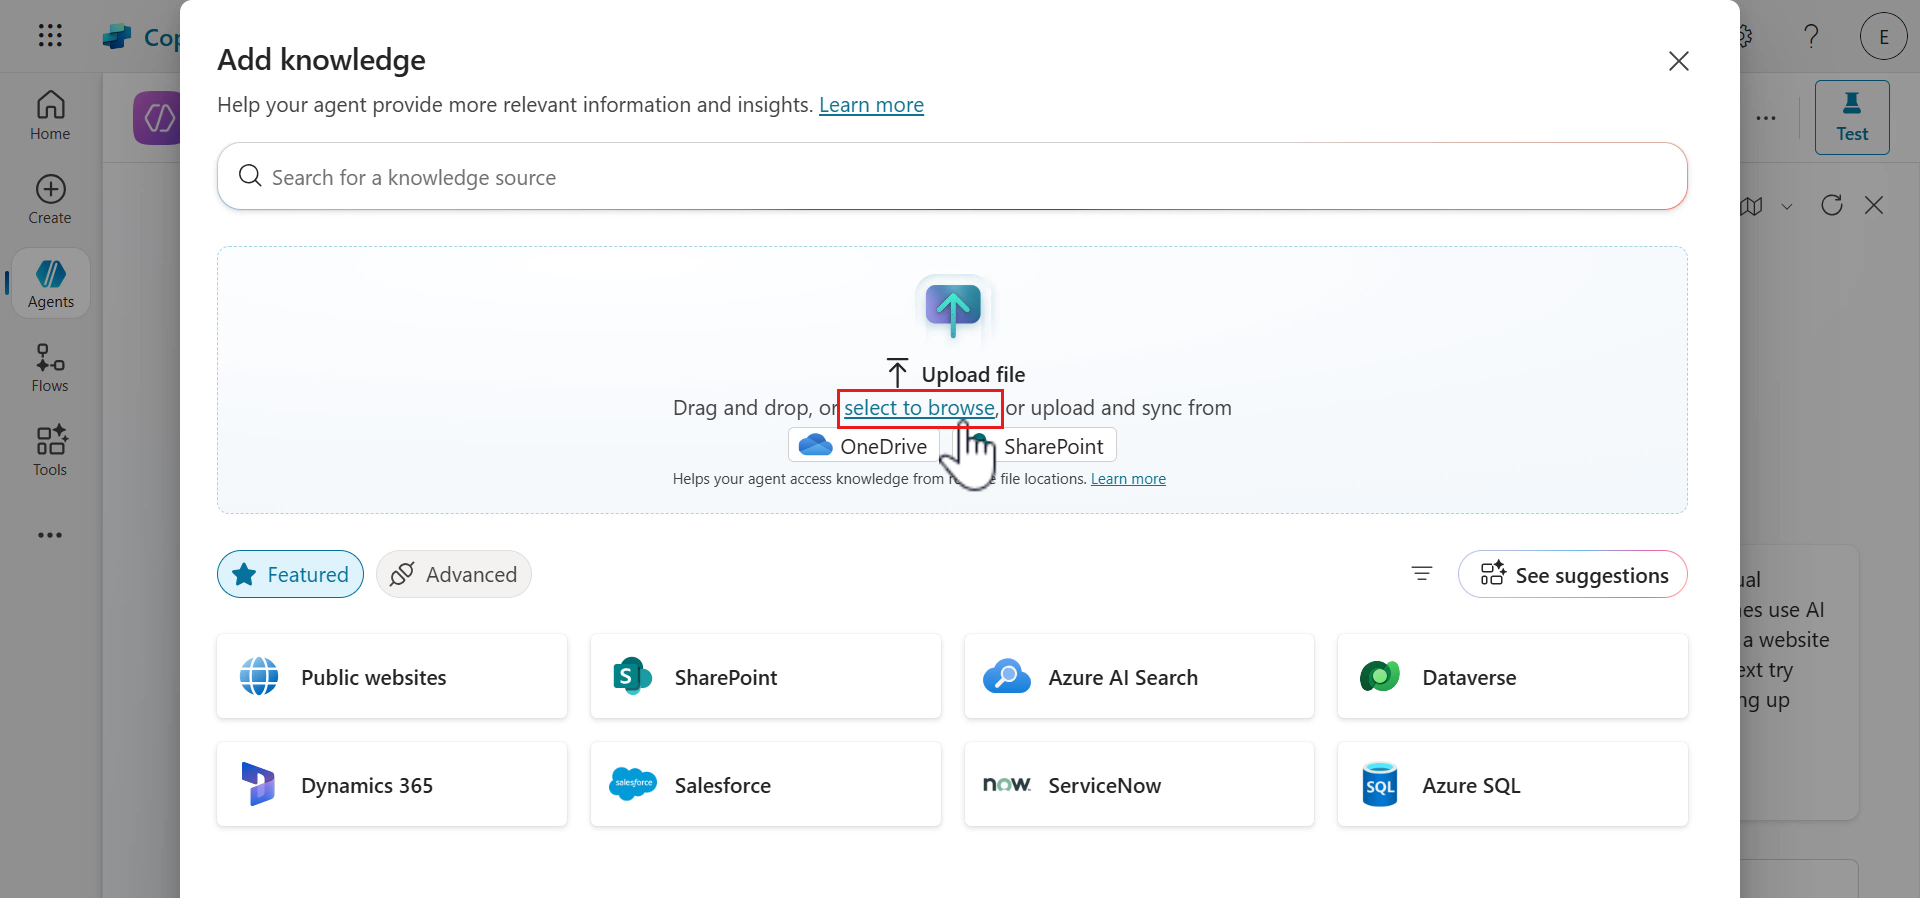 Cop
E
Home
Create
Agents
Flows
Tools
Add knowledge
Help your agent provide more relevant information and insights. Learn more
Search for a knowledge source
Upload file
Drag and drop, or select to browse, or upload and sync from
OneDrive
SharePoint
Helps your agent access knowledge from file locations. Learn more
Featured
Advanced
See suggestions
Public websites
SharePoint
Azure AI Search
Dataverse
Dynamics 365
salesforce
Salesforce
now
ServiceNow
SQL
Azure SQL
Test
ual
nes use AI
a website
ext try
ng up